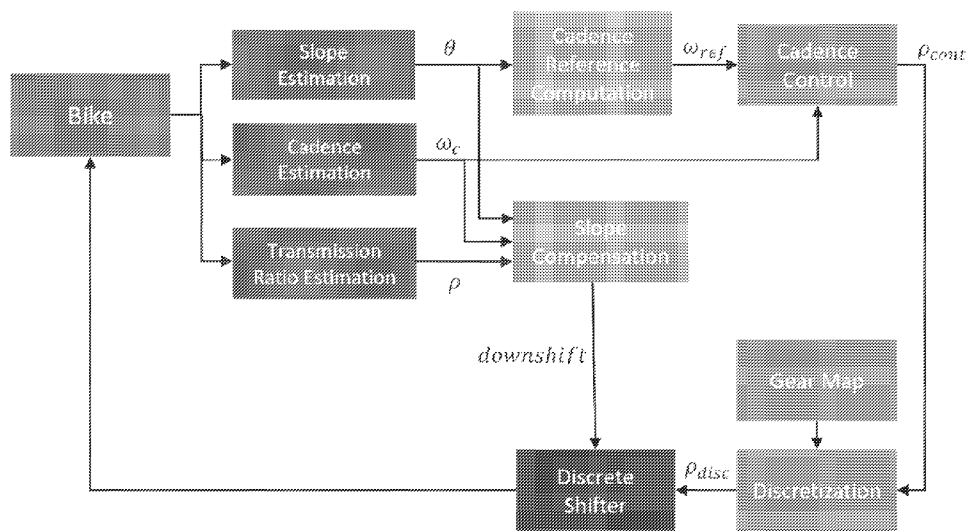 Slope
Estimation
θ
Cadence
Reference
Computation
ω_ref
Cadence
Control
ρ_cont
Bike
Cadence
Estimation
ω_c
Slope
Compensation
Transmission
Ratio Estimation
ρ
downshift
Gear Map
Discrete
Shifter
ρ_disc
Discretization